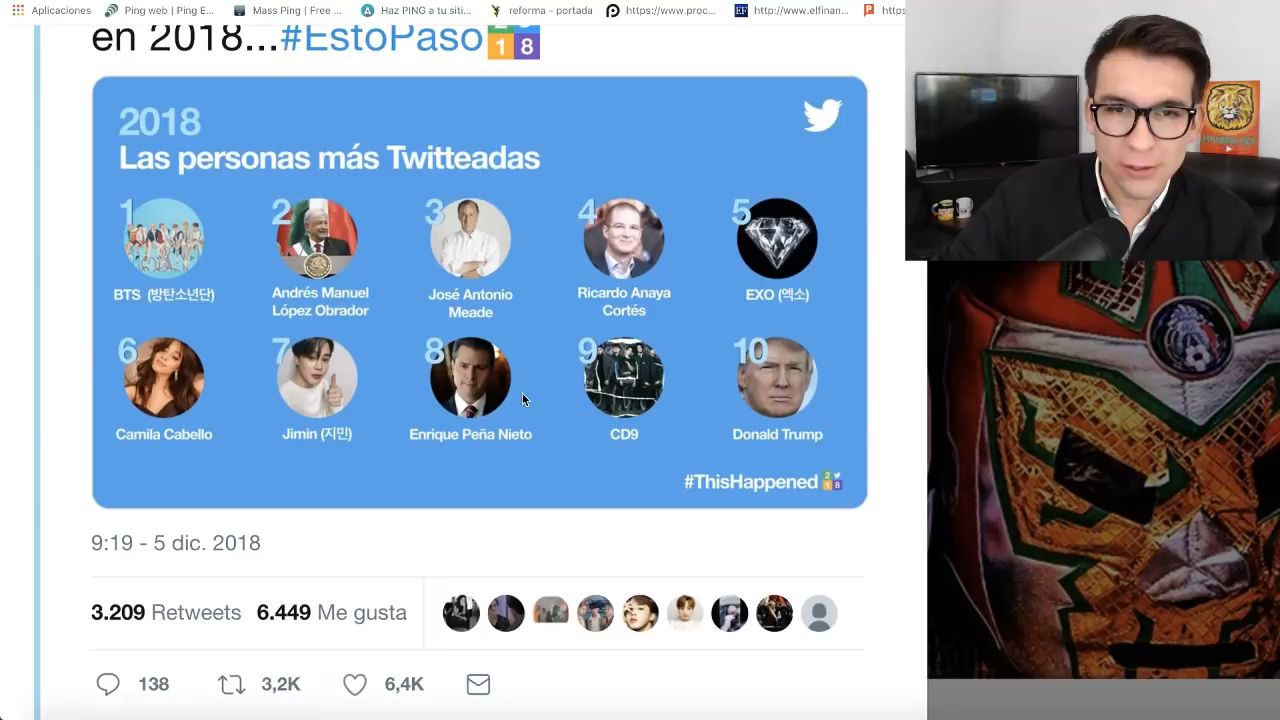 Aplicaciones Ping web | Ping E... Mass Ping | Free ... Haz PING a tu siti... reforma - portada https://www.proc... http://www.elfinan... https
en 2018...#EstoPaso
1 8
2018
Las personas más Twitteadas
1 2 3 4 5
BTS (방탄소년단) Andrés Manuel López Obrador José Antonio Meade Ricardo Anaya Cortés EXO (엑소)
6 7 8 9 10
Camila Cabello Jimin (지민) Enrique Peña Nieto CD9 Donald Trump
#ThisHappened 2 18
9:19 - 5 dic. 2018
3.209 Retweets 6.449 Me gusta
138 3,2K 6,4K